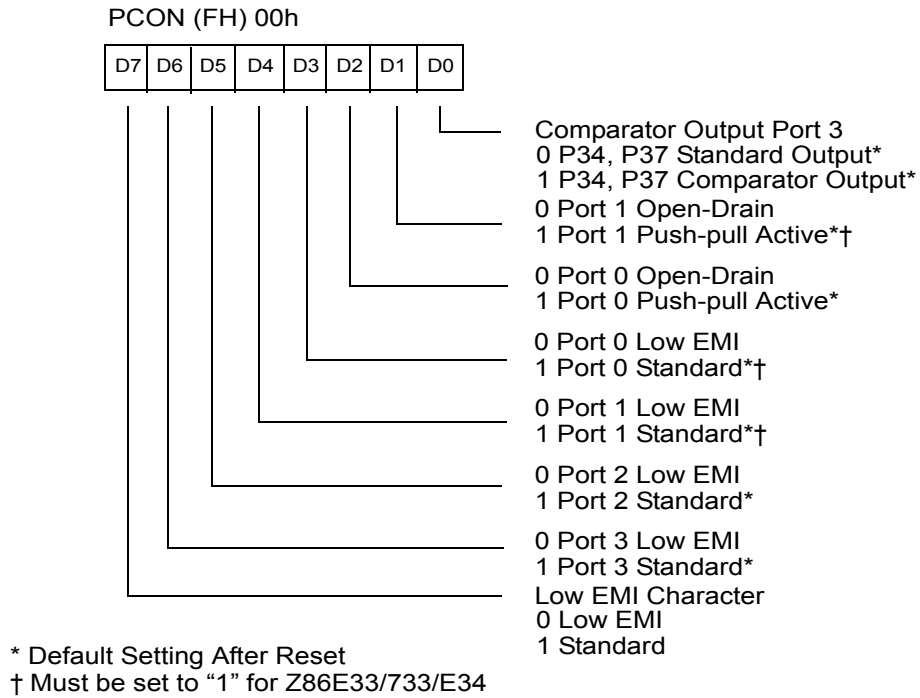 PCON (FH) 00h
D7 D6 D5 D4 D3 D2 D1 D0
Comparator Output Port 3
0 P34, P37 Standard Output*
1 P34, P37 Comparator Output*
0 Port 1 Open-Drain
1 Port 1 Push-pull Active*†
0 Port 0 Open-Drain
1 Port 0 Push-pull Active*
0 Port 0 Low EMI
1 Port 0 Standard*†
0 Port 1 Low EMI
1 Port 1 Standard*†
0 Port 2 Low EMI
1 Port 2 Standard*
0 Port 3 Low EMI
1 Port 3 Standard*
Low EMI Character
0 Low EMI
1 Standard
* Default Setting After Reset
† Must be set to “1” for Z86E33/733/E34